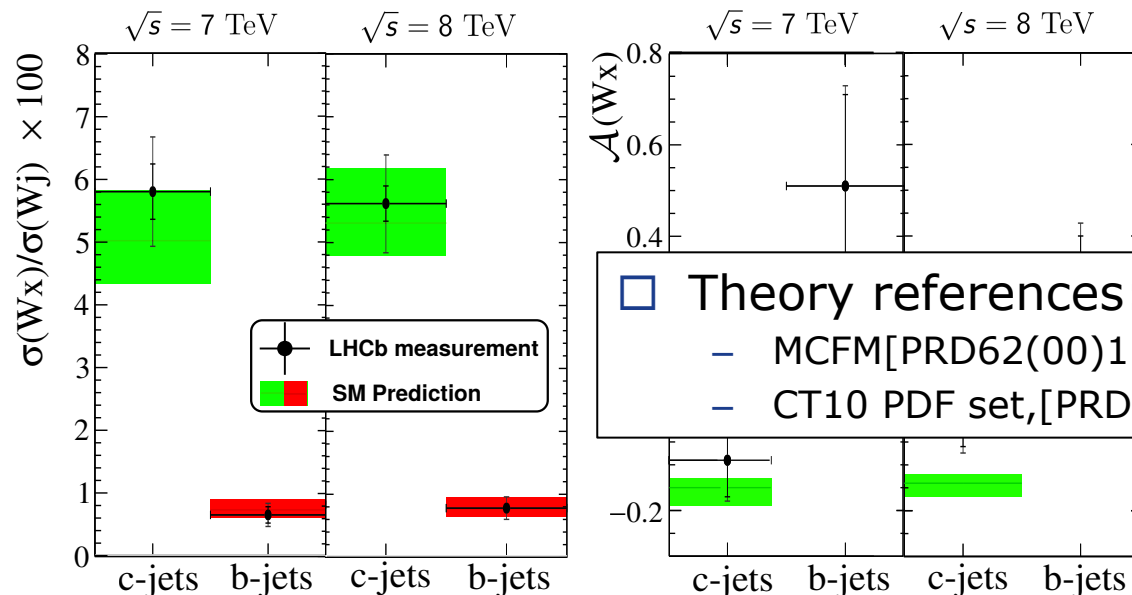 √s = 7 TeV
√s = 8 TeV
σ(Wx)/σ(Wj) × 100
8
7
6
5
4
3
2
1
0
LHCb measurement
SM Prediction
c-jets
b-jets
c-jets
b-jets
√s = 7 TeV
√s = 8 TeV
𝒜(Wx)
0.8
0.6
0.4
−0.2
Theory references
– MCFM[PRD62(00)1
– CT10 PDF set,[PRD
c-jets
b-jets
c-jets
b-jets